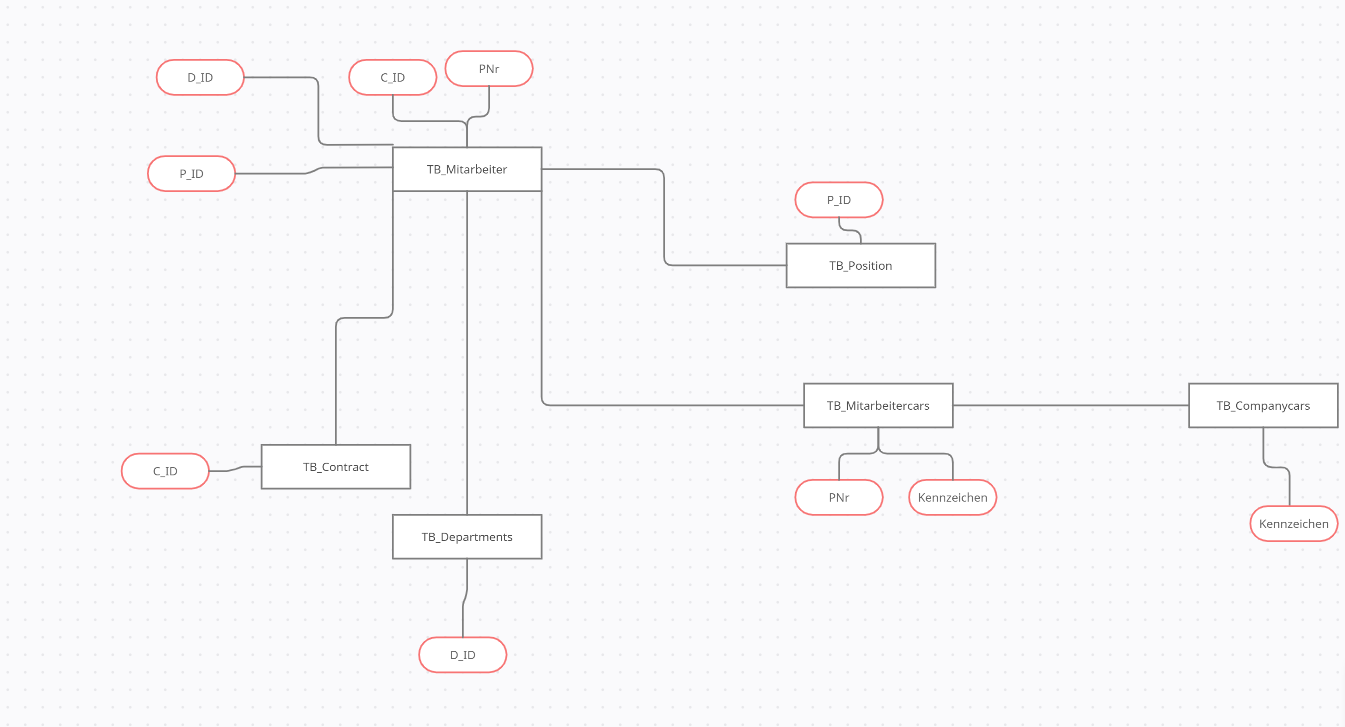 PNr
D_ID
C_ID
TB_Mitarbeiter
P_ID
P_ID
TB_Position
TB_Mitarbeitercars
TB_Companycars
TB_Contract
C_ID
PNr
Kennzeichen
Kennzeichen
TB_Departments
D_ID